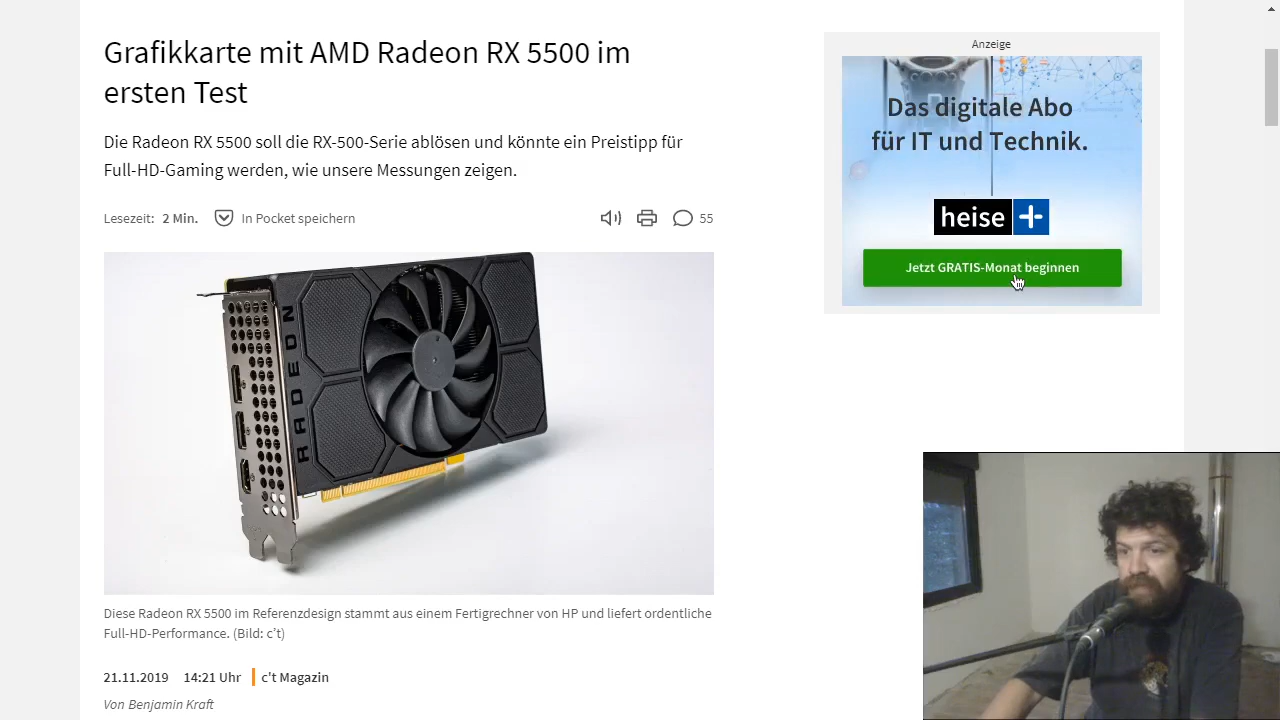 Grafikkarte mit AMD Radeon RX 5500 im
ersten Test
Die Radeon RX 5500 soll die RX-500-Serie ablösen und könnte ein Preistipp für
Full-HD-Gaming werden, wie unsere Messungen zeigen.
Lesezeit: 2 Min. In Pocket speichern 55
RADEON
Diese Radeon RX 5500 im Referenzdesign stammt aus einem Fertigrechner von HP und liefert ordentliche
Full-HD-Performance. (Bild: c't)
21.11.2019 14:21 Uhr c't Magazin
Von Benjamin Kraft
Anzeige
Das digitale Abo
für IT und Technik.
heise +
Jetzt GRATIS-Monat beginnen